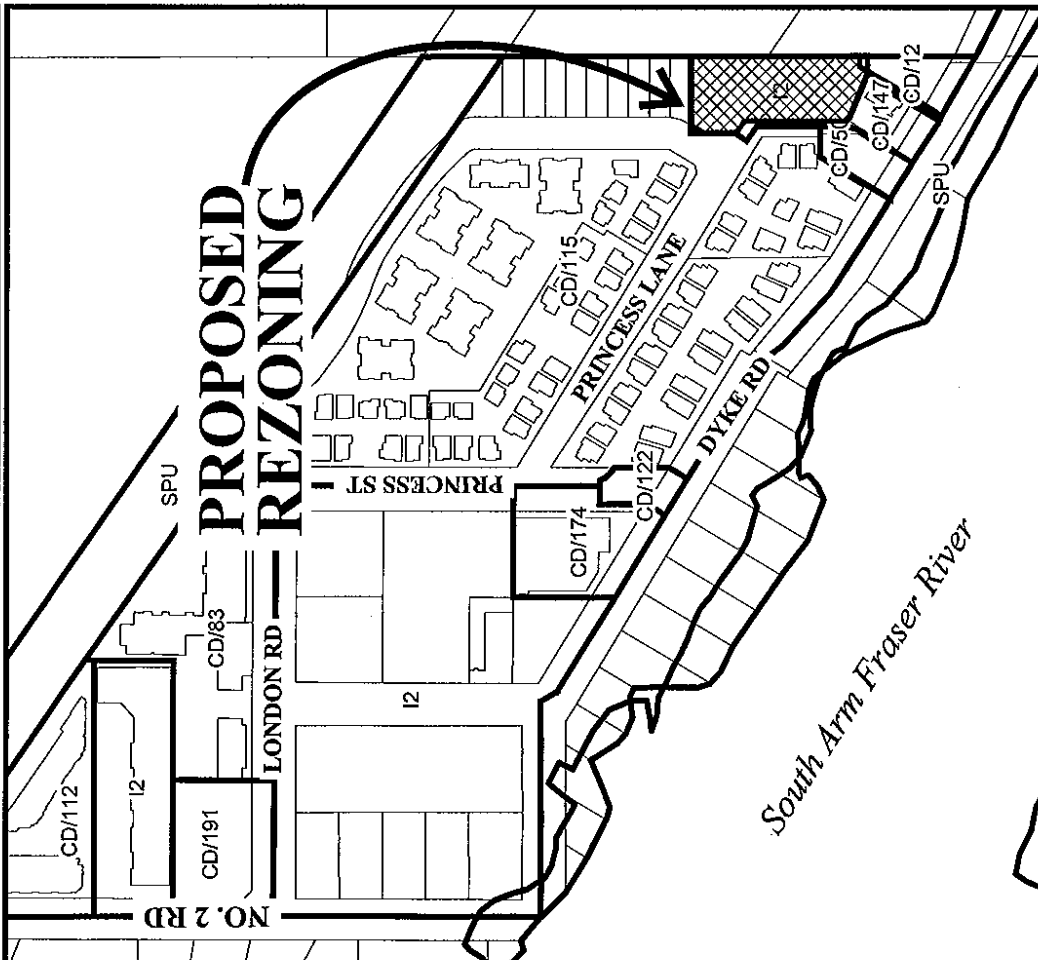 PROPOSED
REZONING
SPU
I2
CD/12
CD/147
CD/50
SPU
CD/115
PRINCESS LANE
DYKE RD
PRINCESS ST
CD/122
CD/174
CD/83
LONDON RD
I2
CD/112
I2
CD/191
NO. 2 RD
South Arm Fraser River